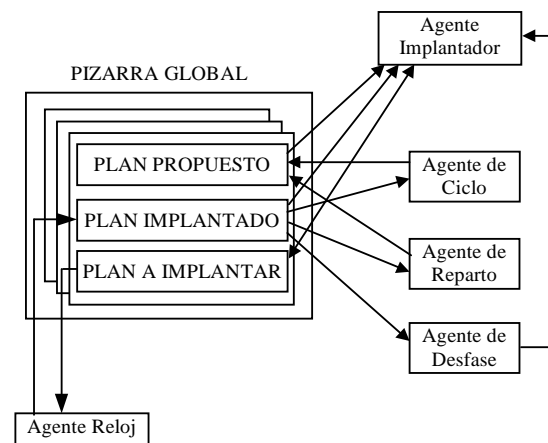 Agente
Implantador
PIZARRA GLOBAL
PLAN PROPUESTO
PLAN IMPLANTADO
PLAN A IMPLANTAR
Agente de
Ciclo
Agente de
Reparto
Agente de
Desfase
Agente Reloj